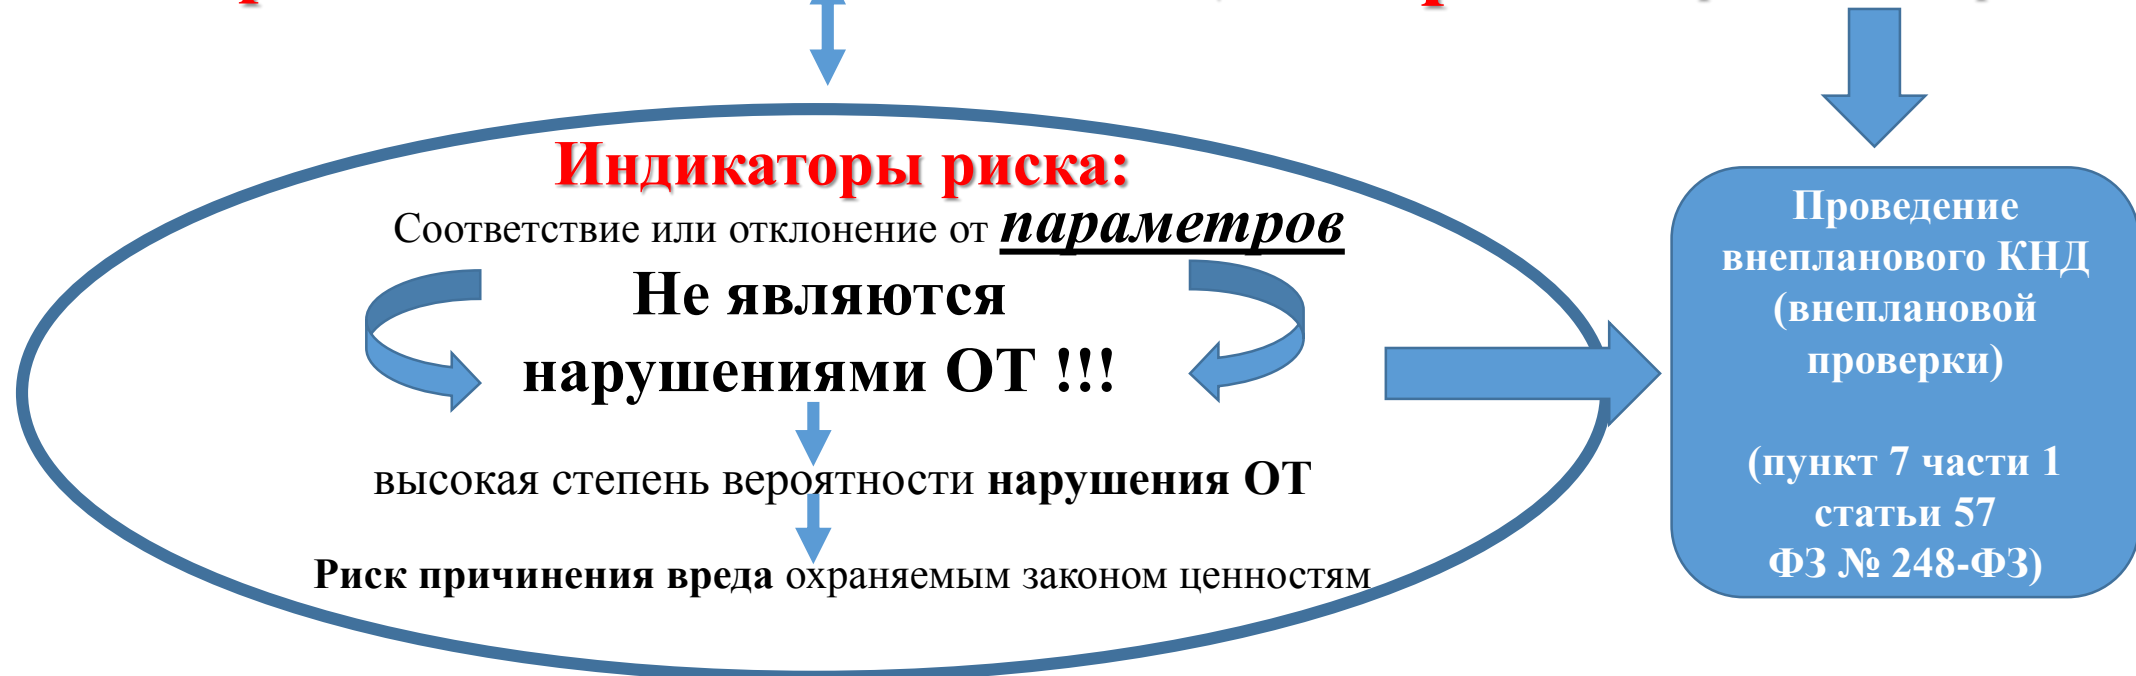 Индикаторы риска:
Соответствие или отклонение от параметров
Не являются
нарушениями ОТ !!!
высокая степень вероятности нарушения ОТ
Риск причинения вреда охраняемым законом ценностям
Проведение
внепланового КНД
(внеплановой
проверки)
(пункт 7 части 1
статьи 57
ФЗ № 248-ФЗ)